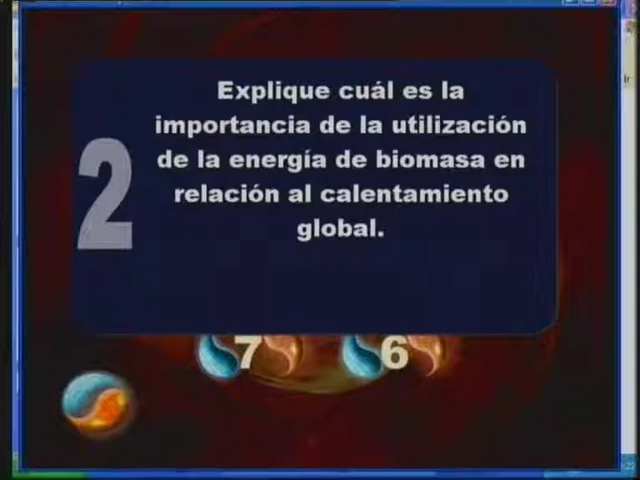 2
Explique cuál es la
importancia de la utilización
de la energía de biomasa en
relación al calentamiento
global.
7 6